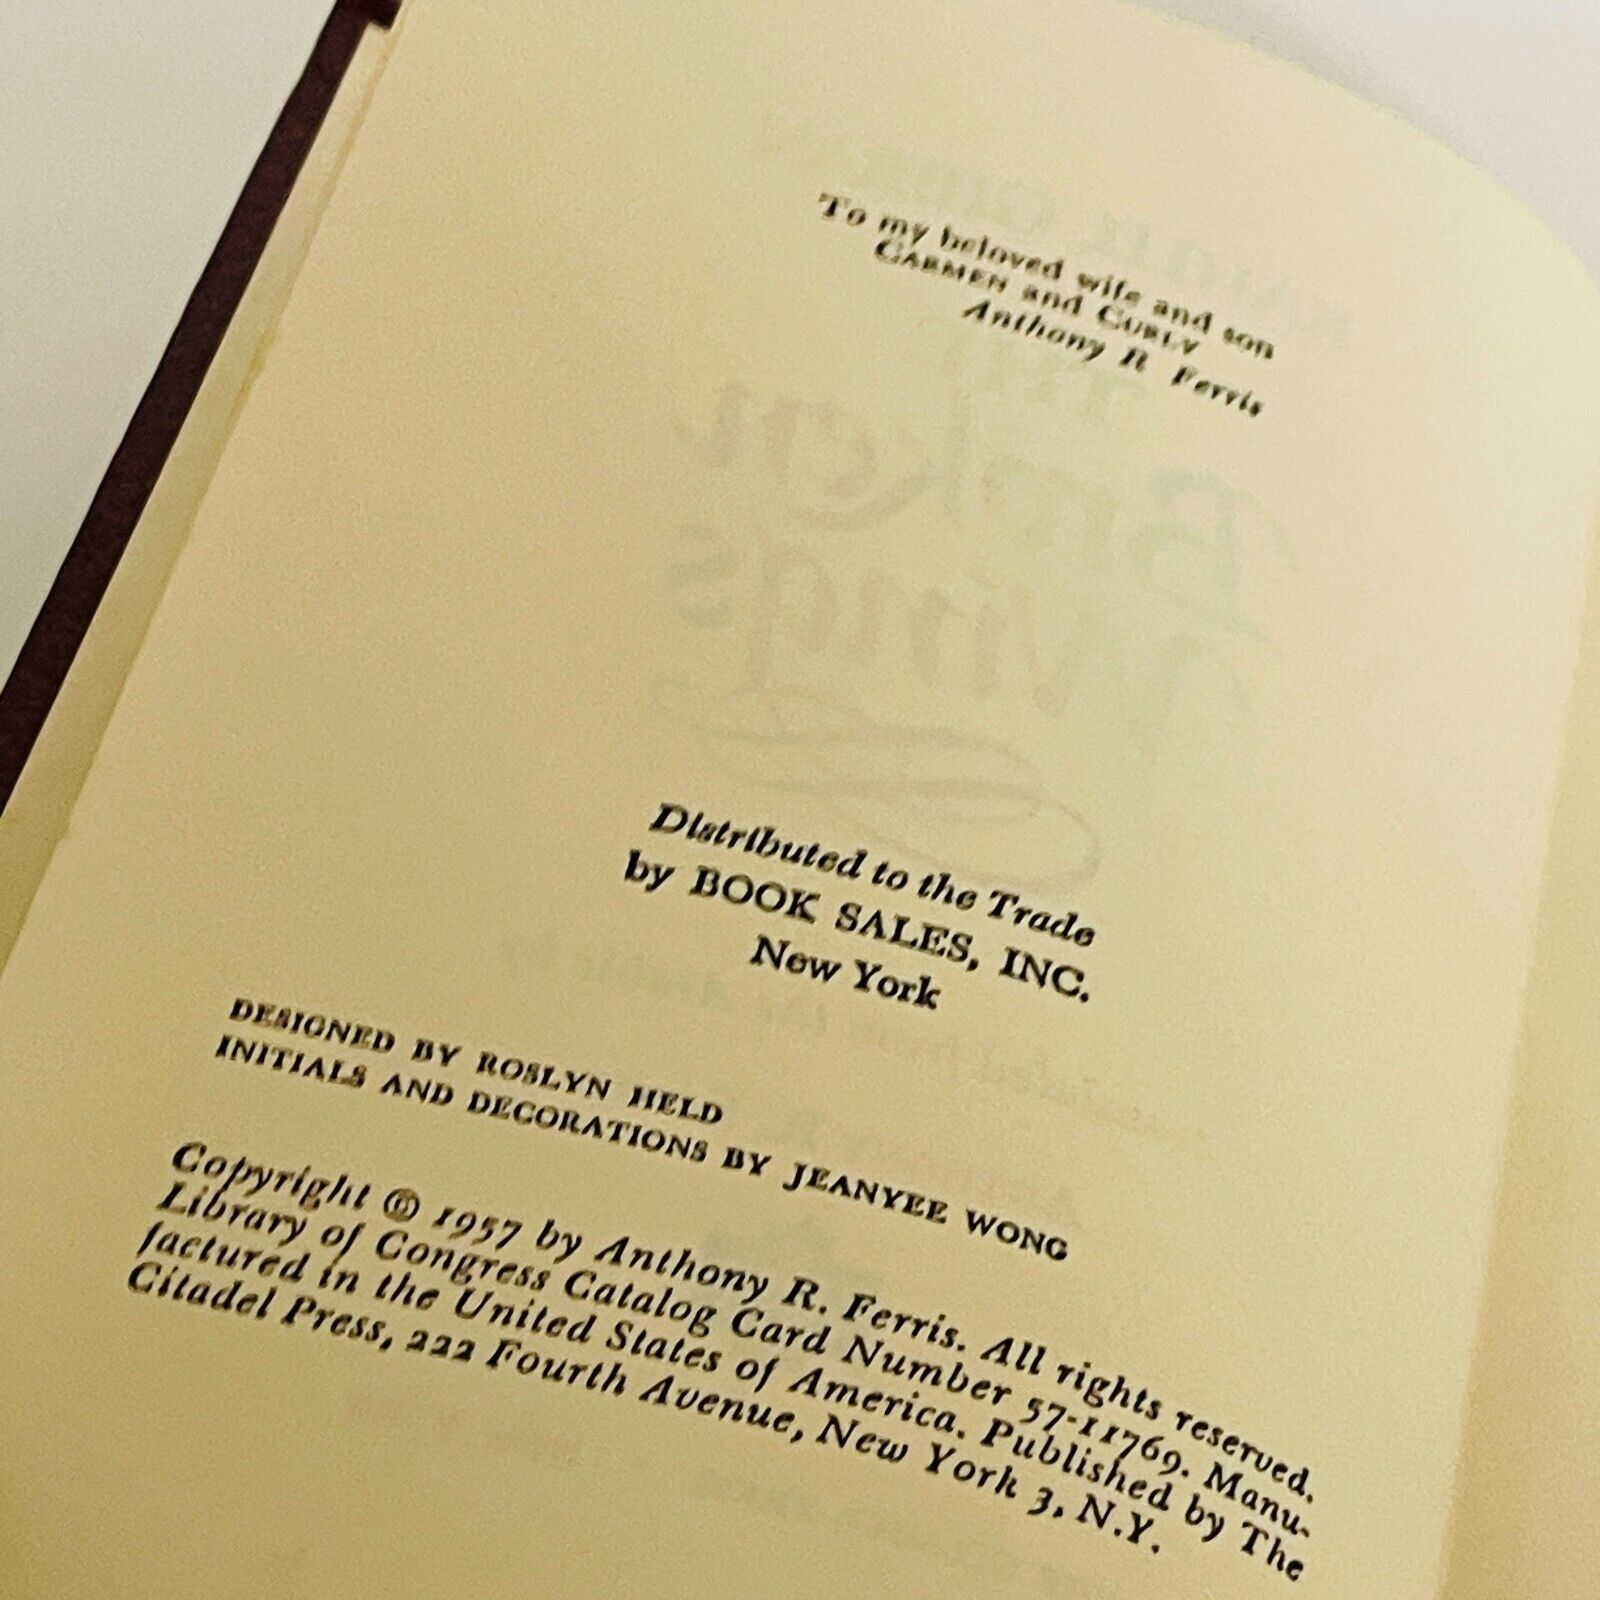 To my beloved wife and son
CARMEN and CURLY
Anthony R Ferris
The
Broken
Wings
Distributed to the Trade
by BOOK SALES, INC.
New York
DESIGNED BY ROSLYN HELD
INITIALS AND DECORATIONS BY JEANYEE WONG
Copyright © 1957 by Anthony R. Ferris. All rights reserved.
Library of Congress Catalog Card Number 57-11769. Manu-
factured in the United States of America. Published by The
Citadel Press, 222 Fourth Avenue, New York 3, N.Y.